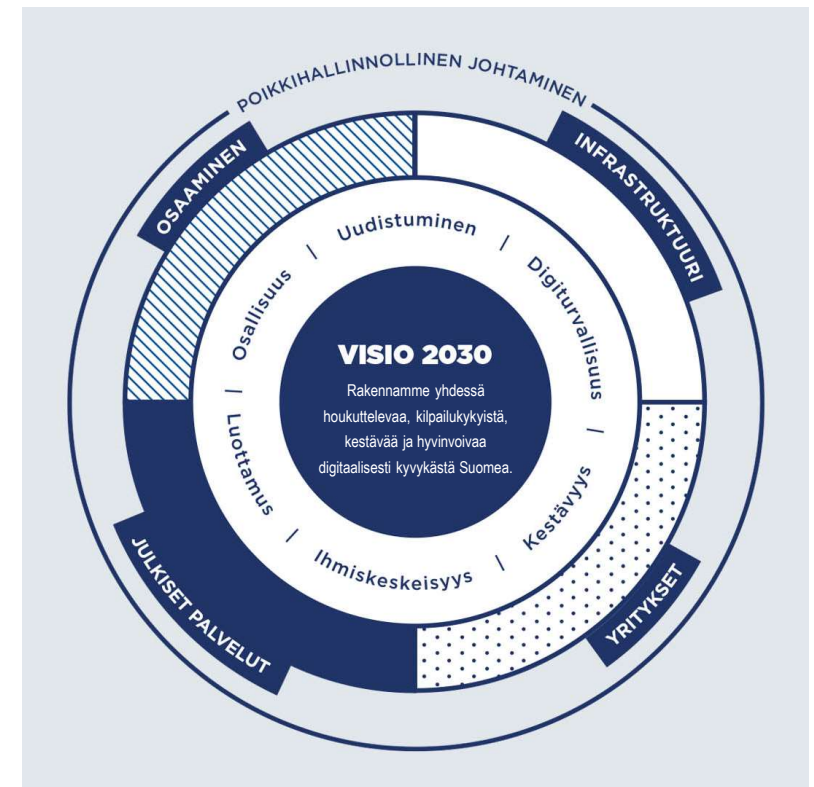 POIKKIHALLINNOLLINEN JOHTAMINEN
OSAAMINEN
INFRASTRUKTUURI
Uudistuminen | Digiturvallisuus | Kestävyys | Ihmiskeskeisyys | Luottamus | Osallisuus |
VISIO 2030
Rakennamme yhdessä
houkuttelevaa, kilpailukykyistä,
kestävää ja hyvinvoivaa
digitaalisesti kyvykästä Suomea.
JULKISET PALVELUT
YRITYKSET